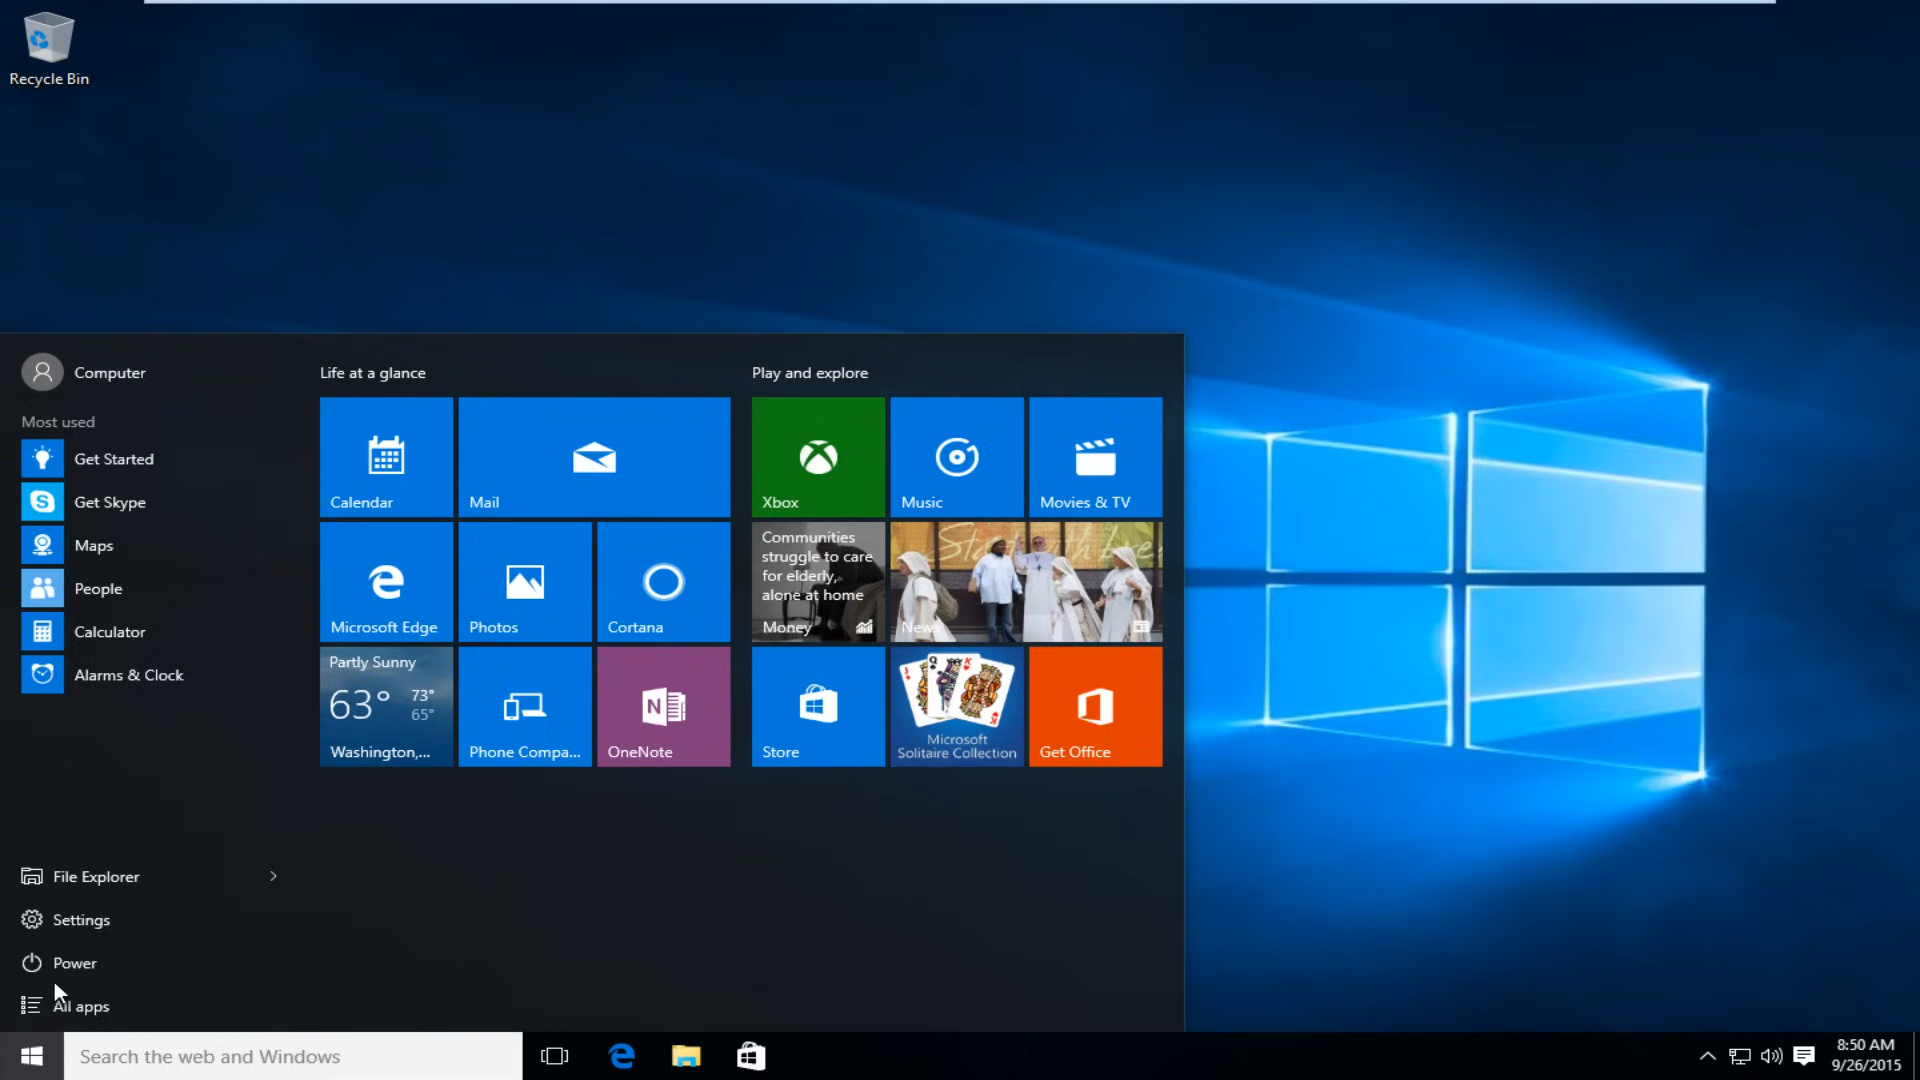 Recycle Bin
Computer
Most used
Get Started
Get Skype
Maps
People
Calculator
Alarms & Clock
File Explorer
Settings
Power
All apps
Life at a glance
Calendar
Mail
Microsoft Edge
Photos
Cortana
Partly Sunny
63° 73°
65°
Washington,...
Phone Compa...
OneNote
Play and explore
Xbox
Music
Movies & TV
Communities
struggle to care
for elderly,
alone at home
Money
News
Store
Microsoft
Solitaire Collection
Get Office
Search the web and Windows
8:50 AM
9/26/2015